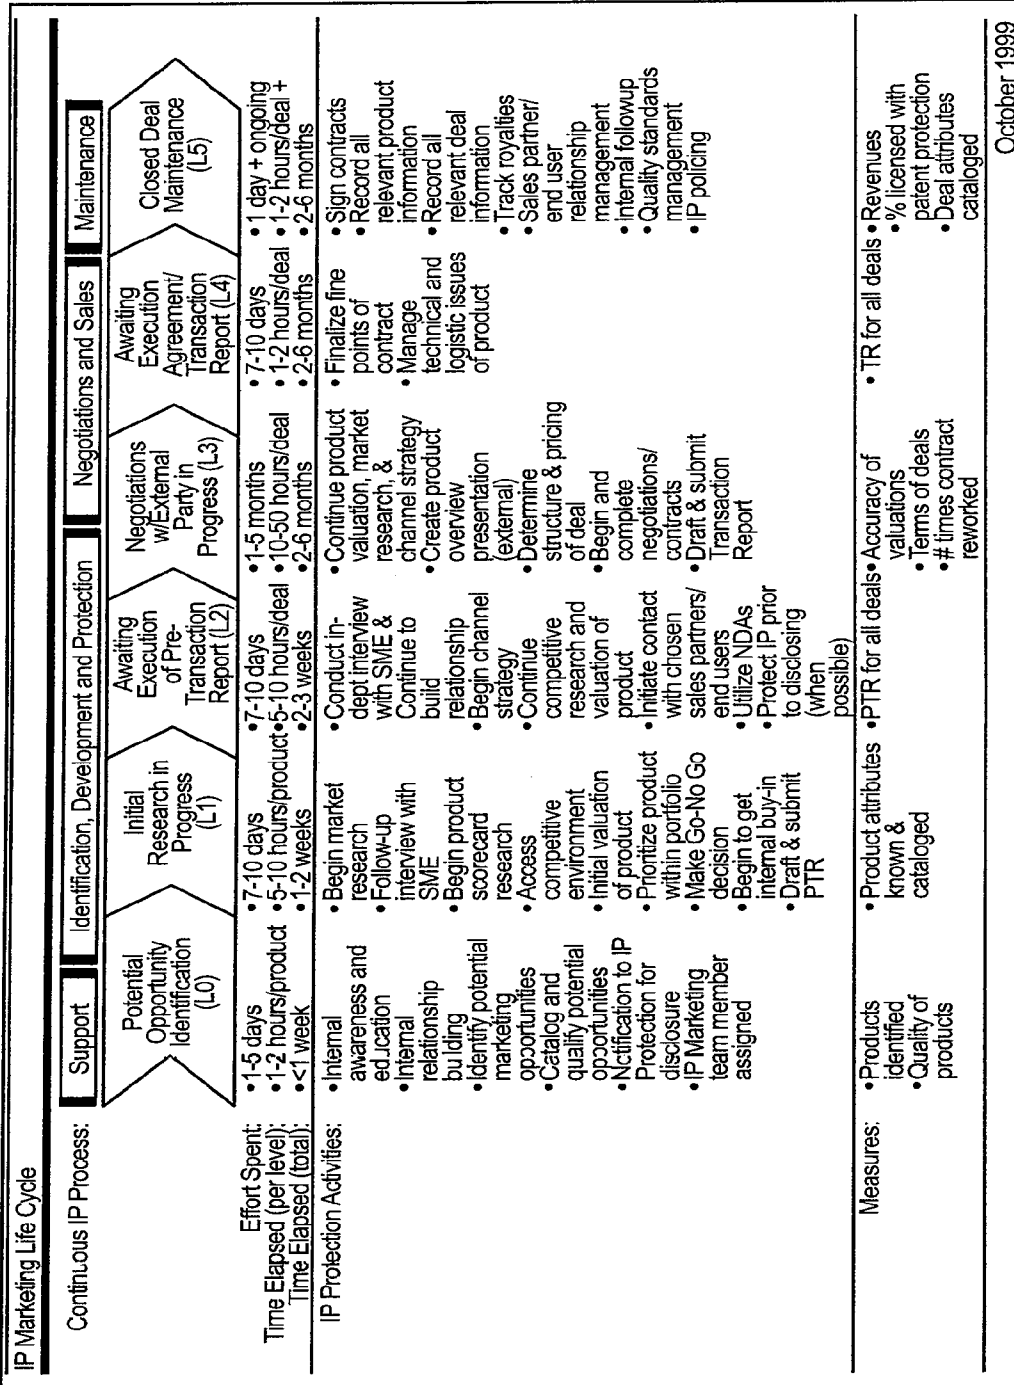 IP Marketing Life Cycle
Continuous IP Process:
Support
Identification, Development and Protection
Negotiations and Sales
Maintenance
Potential
Opportunity
Identification
(L0)
Initial
Research in
Progress
(L1)
Awaiting
Execution
of Pre-
Transaction
Report (L2)
Negotiations
w/External
Party in
Progress (L3)
Awaiting
Execution
Agreement/
Transaction
Report (L4)
Closed Deal
Maintenance
(L5)
Effort Spent:
Time Elapsed (per level):
Time Elapsed (total):
•1-5 days
•1-2 hours/product
•<1 week
•7-10 days
•5-10 hours/product
•1-2 weeks
•7-10 days
•5-10 hours/deal
•2-3 weeks
•1-5 months
•10-50 hours/deal
•2-6 months
•7-10 days
•1-2 hours/deal
•2-6 months
•1 day + ongoing
•1-2 hours/deal +
•2-6 months
IP Protection Activities:
•Internal
awareness and
education
•Internal
relationship
building
•Identify potential
marketing
opportunities
•Catalog and
qualify potential
opportunities
•Notification to IP
Protection for
disclosure
•IP Marketing
team member
assigned
•Begin market
research
•Follow-up
interview with
SME
•Begin product
scorecard
research
•Access
competitive
environment
•Initial valuation
of product
•Prioritize product
within portfolio
•Make Go-No Go
decision
•Begin to get
internal buy-in
•Draft & submit
PTR
•Conduct in-
dept interview
with SME &
Continue to
build
relationship
•Begin channel
strategy
•Continue
competitive
research and
valuation of
product
•Initiate contact
with chosen
sales partners/
end users
•Utilize NDAs
•Protect IP prior
to disclosing
(when
possible)
•Continue product
valuation, market
research, &
channel strategy
•Create product
overview
presentation
(external)
•Determine
structure & pricing
of deal
•Begin and
complete
negotiations/
contracts
•Draft & submit
Transaction
Report
•Finalize fine
points of
contract
•Manage
technical and
logistic issues
of product
•Sign contracts
•Record all
relevant product
information
•Record all
relevant deal
information
•Track royalties
•Sales partner/
end user
relationship
management
•Internal followup
•Quality standards
management
•IP policing
Measures:
•Products
identified
•Quality of
products
•Product attributes
known &
cataloged
•PTR for all deals
•Accuracy of
valuations
•Terms of deals
•# times contract
reworked
•TR for all deals
•Revenues
•% licensed with
patent protection
•Deal attributes
cataloged
October 1999